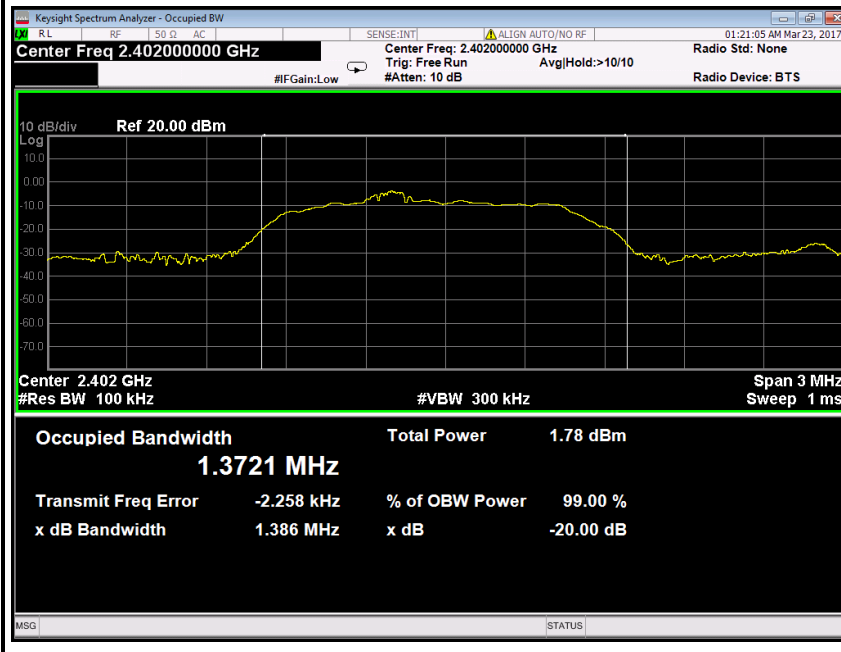 Keysight Spectrum Analyzer - Occupied BW
LXI RL RF 50 Ω AC SENSE:INT ALIGN AUTO/NO RF 01:21:05 AM Mar 23, 2017
Center Freq 2.402000000 GHz
Center Freq: 2.402000000 GHz
Radio Std: None
Trig: Free Run Avg|Hold:>10/10
#IFGain:Low #Atten: 10 dB Radio Device: BTS
10 dB/div Ref 20.00 dBm
Log
10.0
0.00
-10.0
-20.0
-30.0
-40.0
-50.0
-60.0
-70.0
Center 2.402 GHz Span 3 MHz
#Res BW 100 kHz #VBW 300 kHz Sweep 1 ms
Occupied Bandwidth Total Power 1.78 dBm
1.3721 MHz
Transmit Freq Error -2.258 kHz % of OBW Power 99.00 %
x dB Bandwidth 1.386 MHz x dB -20.00 dB
MSG STATUS